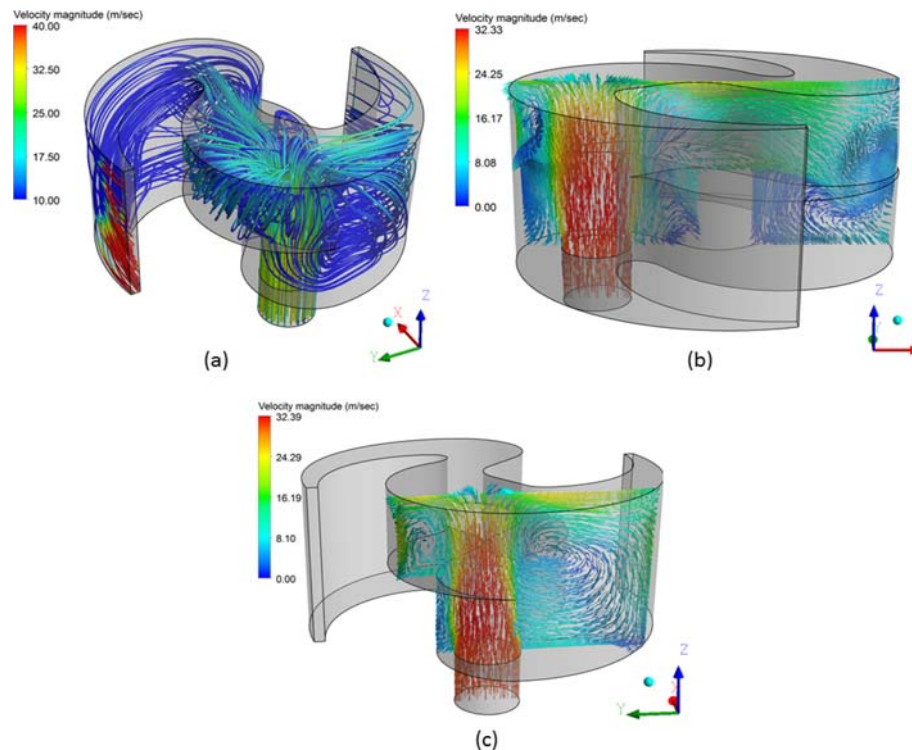 Velocity magnitude (m/sec)
40.00
32.50
25.00
17.50
10.00
X
Y
Z
(a)
Velocity magnitude (m/sec)
32.33
24.25
16.17
8.08
0.00
Z
(b)
Velocity magnitude (m/sec)
32.39
24.29
16.19
8.10
0.00
Z
Y
(c)